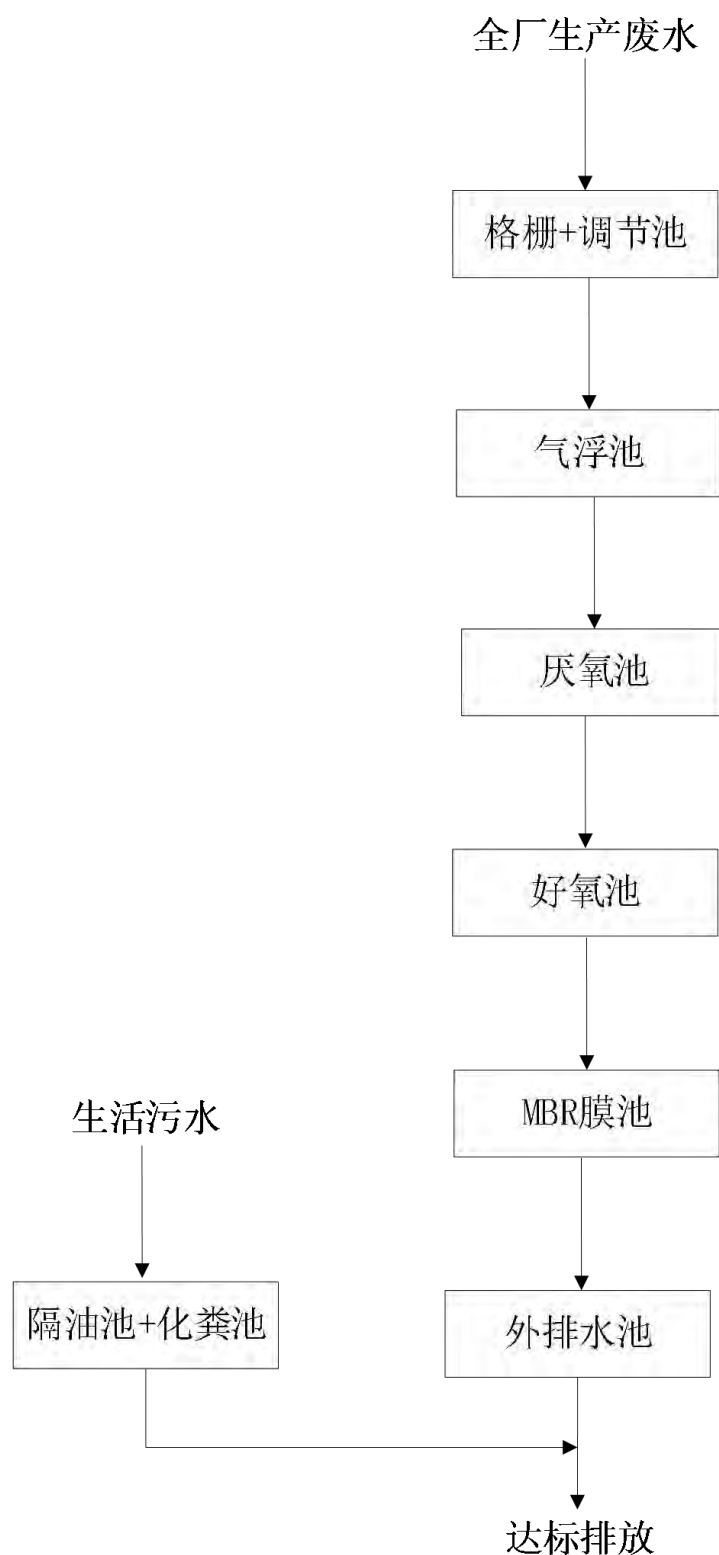 全厂生产废水
格栅+调节池
气浮池
厌氧池
好氧池
MBR膜池
生活污水
隔油池+化粪池
外排水池
达标排放